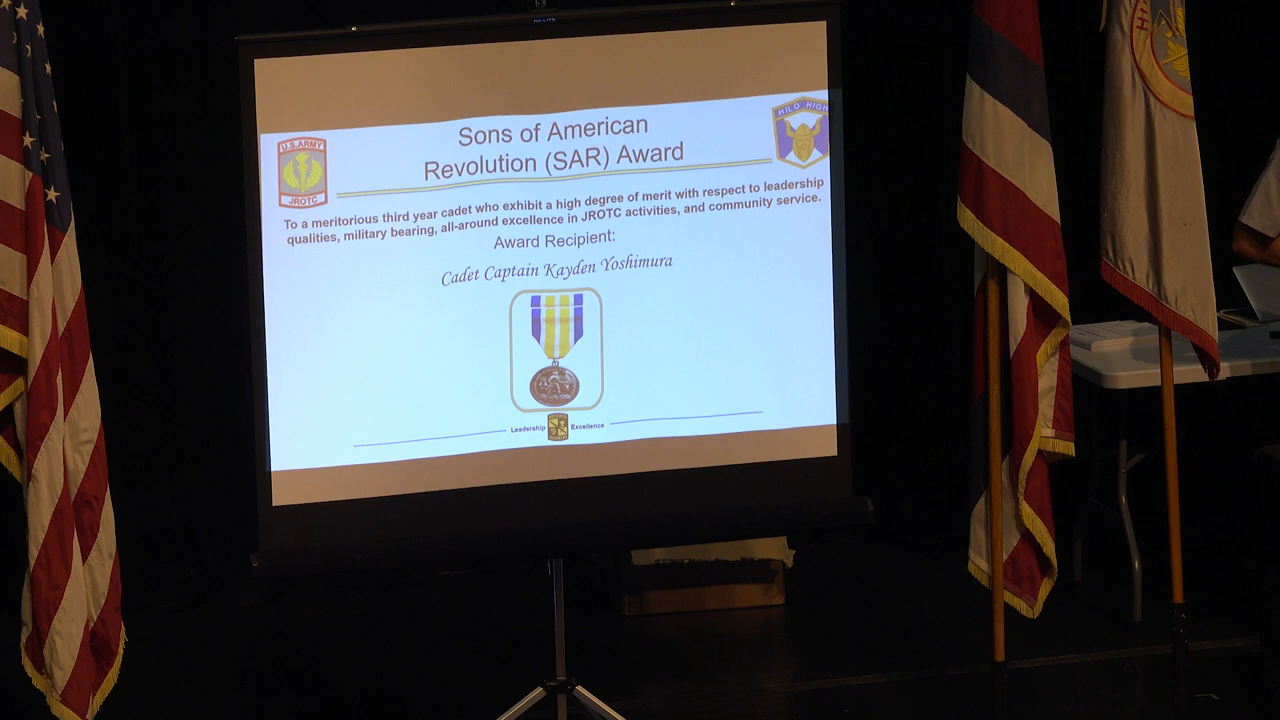 DA-LITE
Sons of American
Revolution (SAR) Award
U.S. ARMY
JROTC
HILO HIGH
To a meritorious third year cadet who exhibit a high degree of merit with respect to leadership
qualities, military bearing, all-around excellence in JROTC activities, and community service.
Award Recipient:
Cadet Captain Kayden Yoshimura
Leadership Excellence